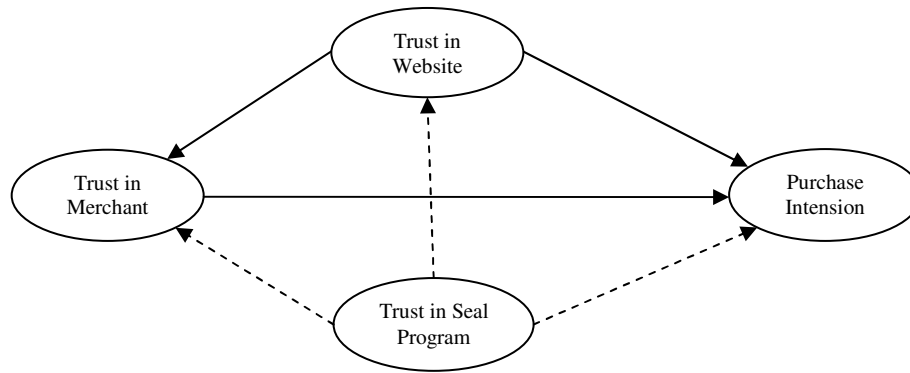 Trust in
Website
Trust in
Merchant
Purchase
Intension
Trust in Seal
Program